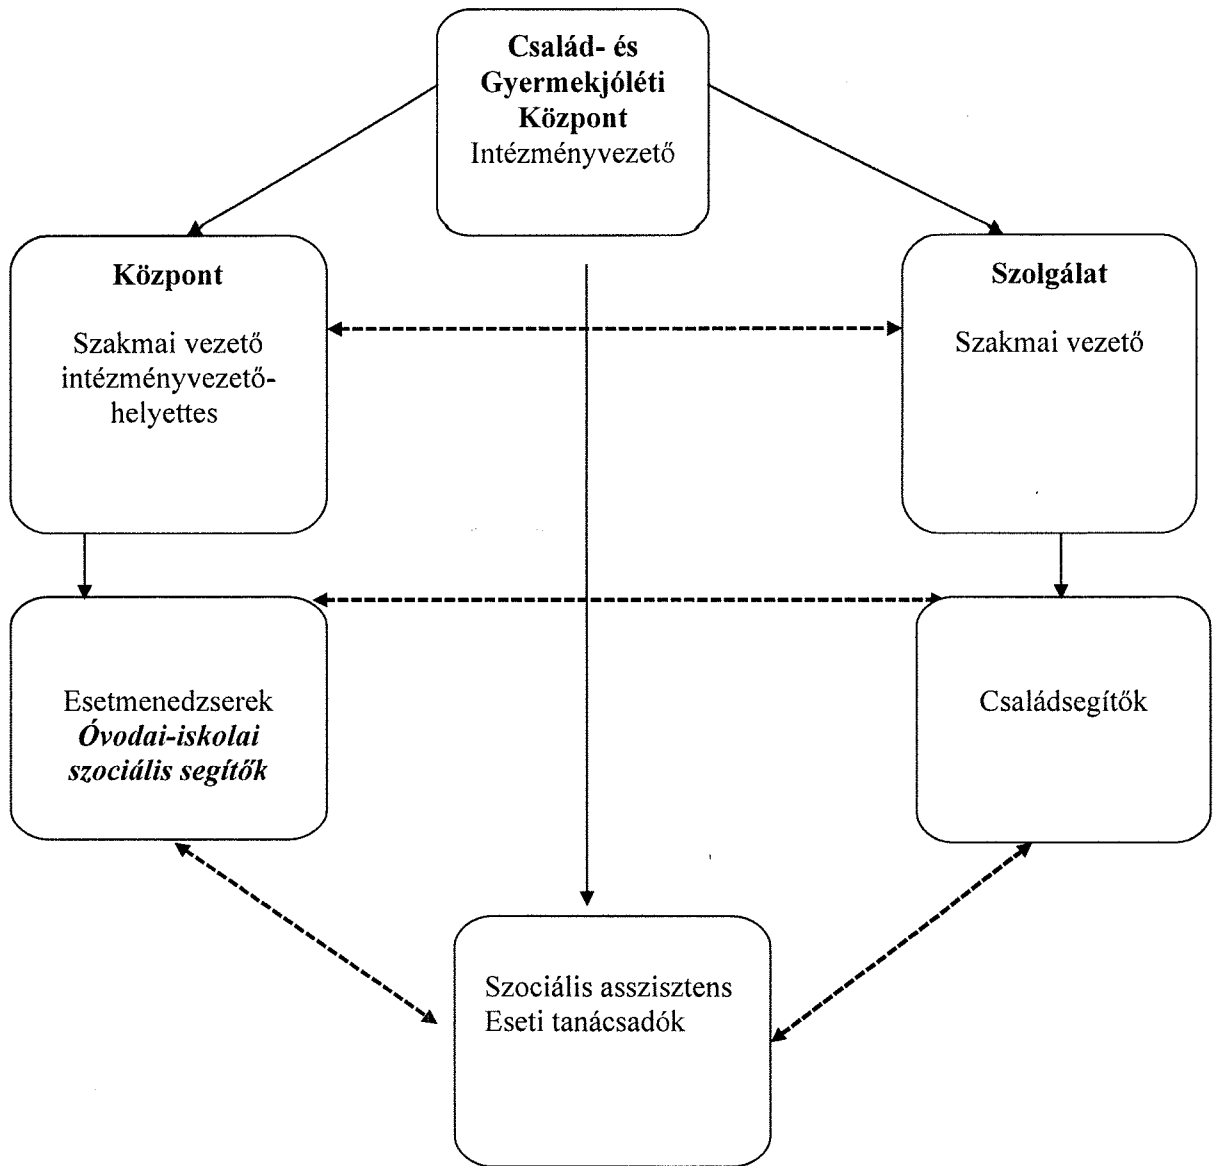 Család- és
Gyermekjóléti
Központ
Intézményvezető
Központ
Szakmai vezető
intézményvezető-
helyettes
Szolgálat
Szakmai vezető
Esetmenedzserek
Óvodai-iskolai
szociális segítők
Családsegítők
Szociális asszisztens
Eseti tanácsadók